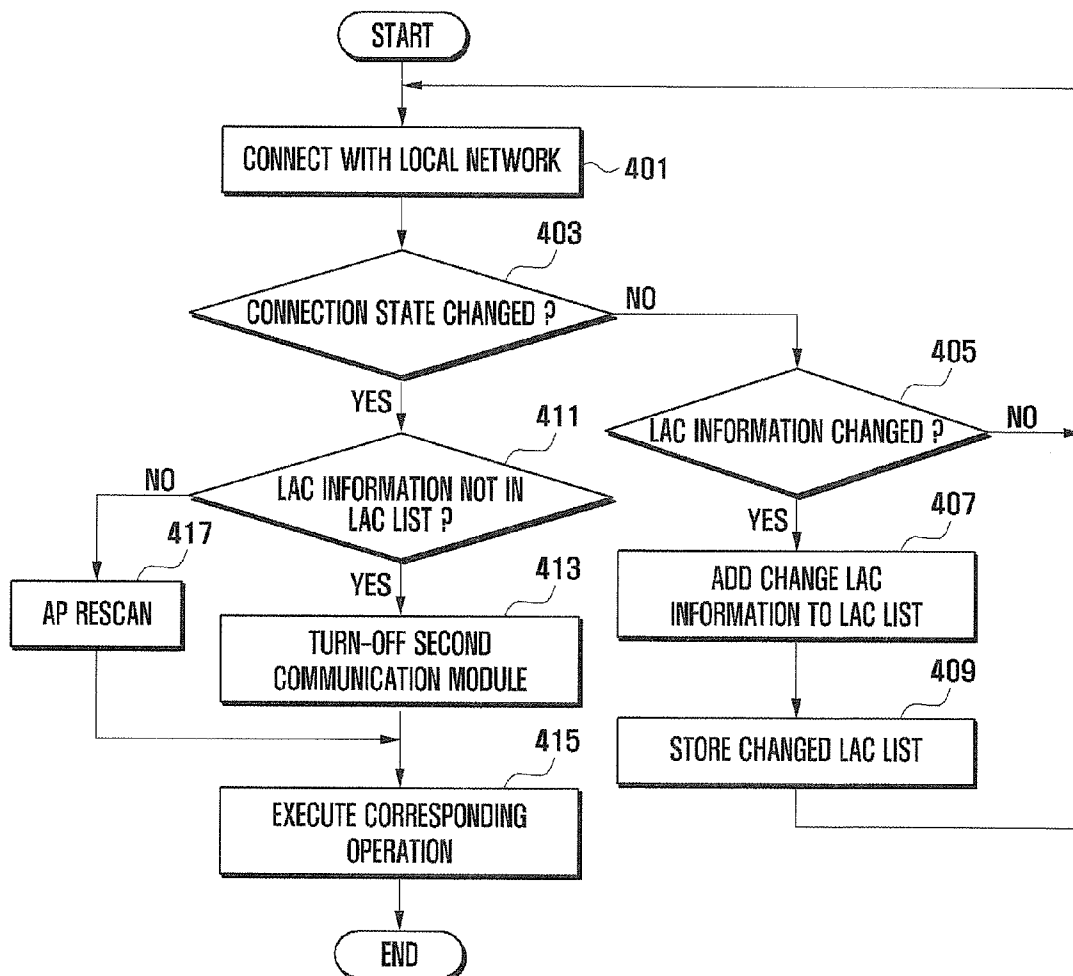 START
CONNECT WITH LOCAL NETWORK
401
403
CONNECTION STATE CHANGED ?
NO
YES
405
LAC INFORMATION CHANGED ?
NO
YES
411
LAC INFORMATION NOT IN
LAC LIST ?
NO
YES
417
AP RESCAN
413
TURN-OFF SECOND
COMMUNICATION MODULE
407
ADD CHANGE LAC
INFORMATION TO LAC LIST
409
STORE CHANGED LAC LIST
415
EXECUTE CORRESPONDING
OPERATION
END